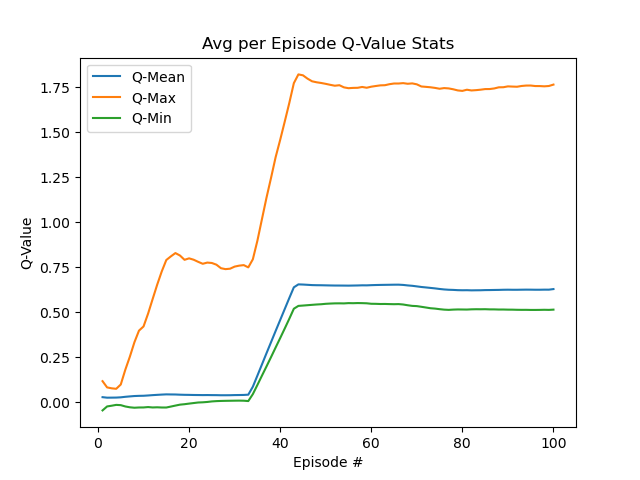 Avg per Episode Q-Value Stats
Q-Mean
Q-Max
Q-Min
1.75
1.50
1.25
1.00
0.75
0.50
0.25
0.00
Q-Value
0 20 40 60 80 100
Episode #